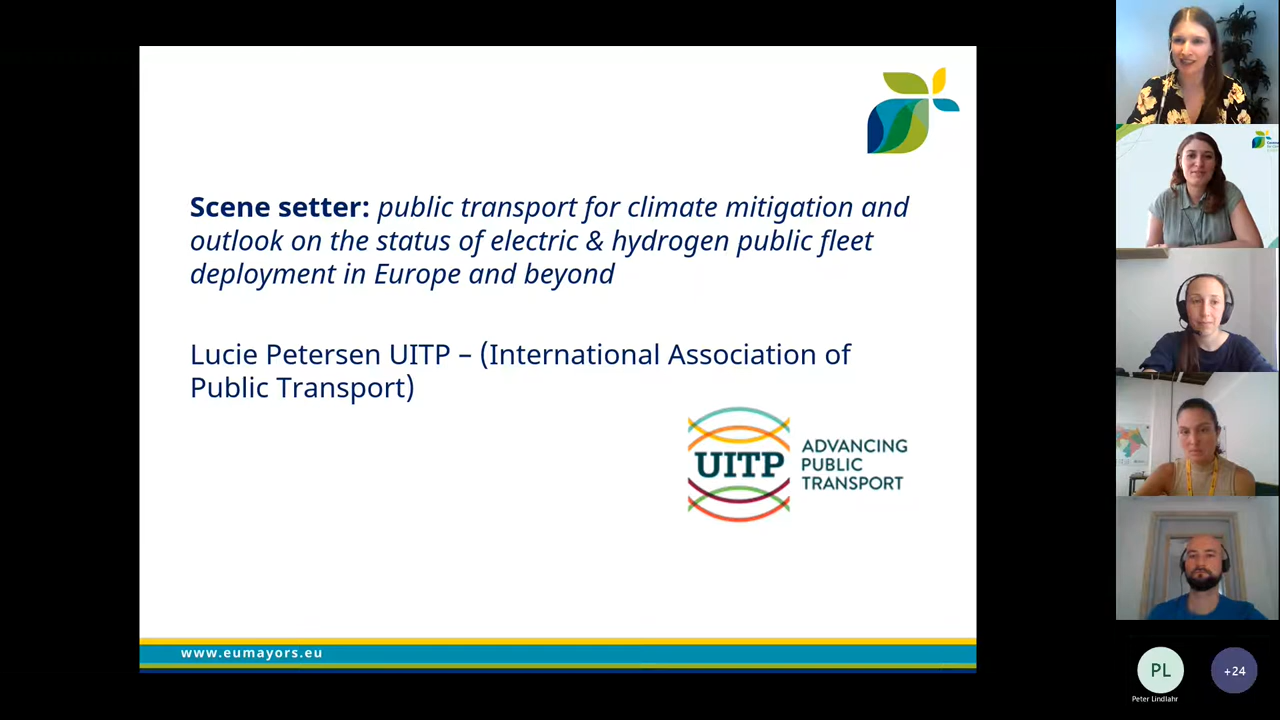 Scene setter: public transport for climate mitigation and
outlook on the status of electric & hydrogen public fleet
deployment in Europe and beyond
Lucie Petersen UITP – (International Association of
Public Transport)
UITP
ADVANCING
PUBLIC
TRANSPORT
www.eumayors.eu
PL
+24
Peter Lindlahr